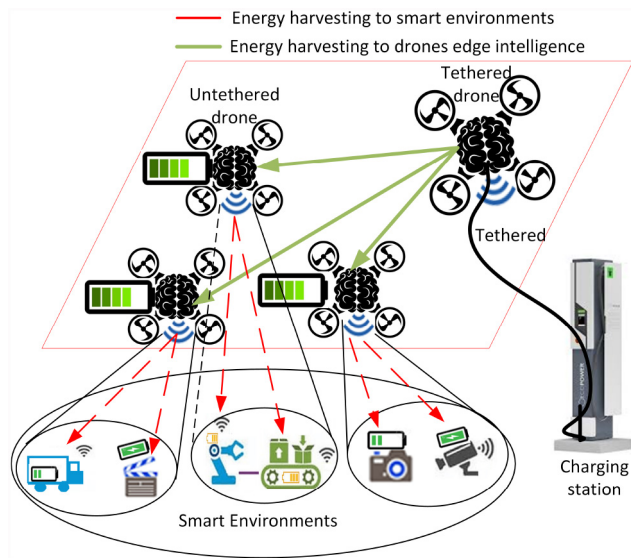 Energy harvesting to smart environments
Energy harvesting to drones edge intelligence
Untethered
drone
Tethered
drone
Tethered
Charging
station
Smart Environments